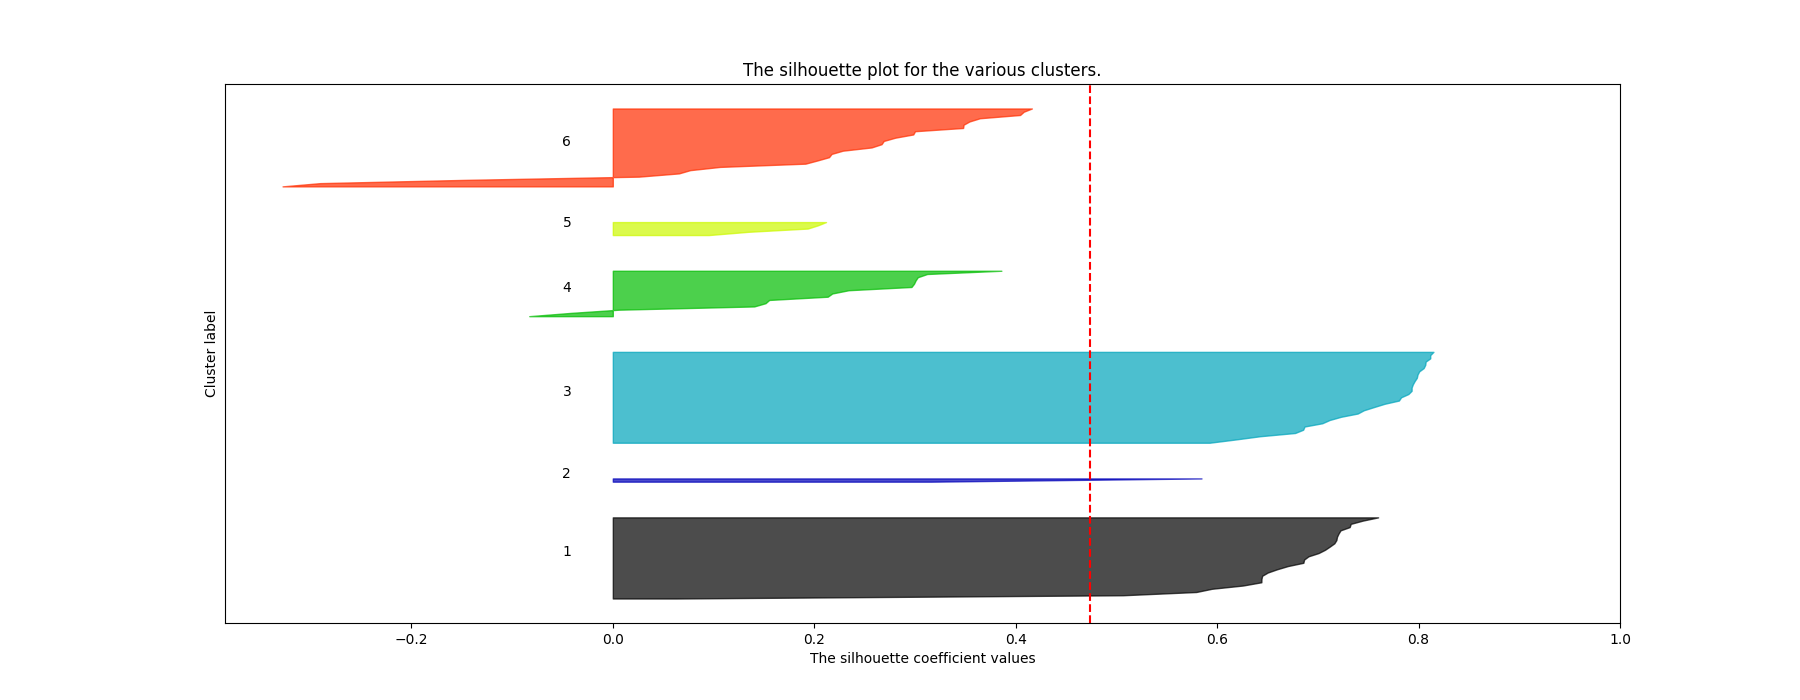 The silhouette plot for the various clusters.
6
5
4
3
2
1
Cluster label
−0.2 0.0 0.2 0.4 0.6 0.8 1.0
The silhouette coefficient values